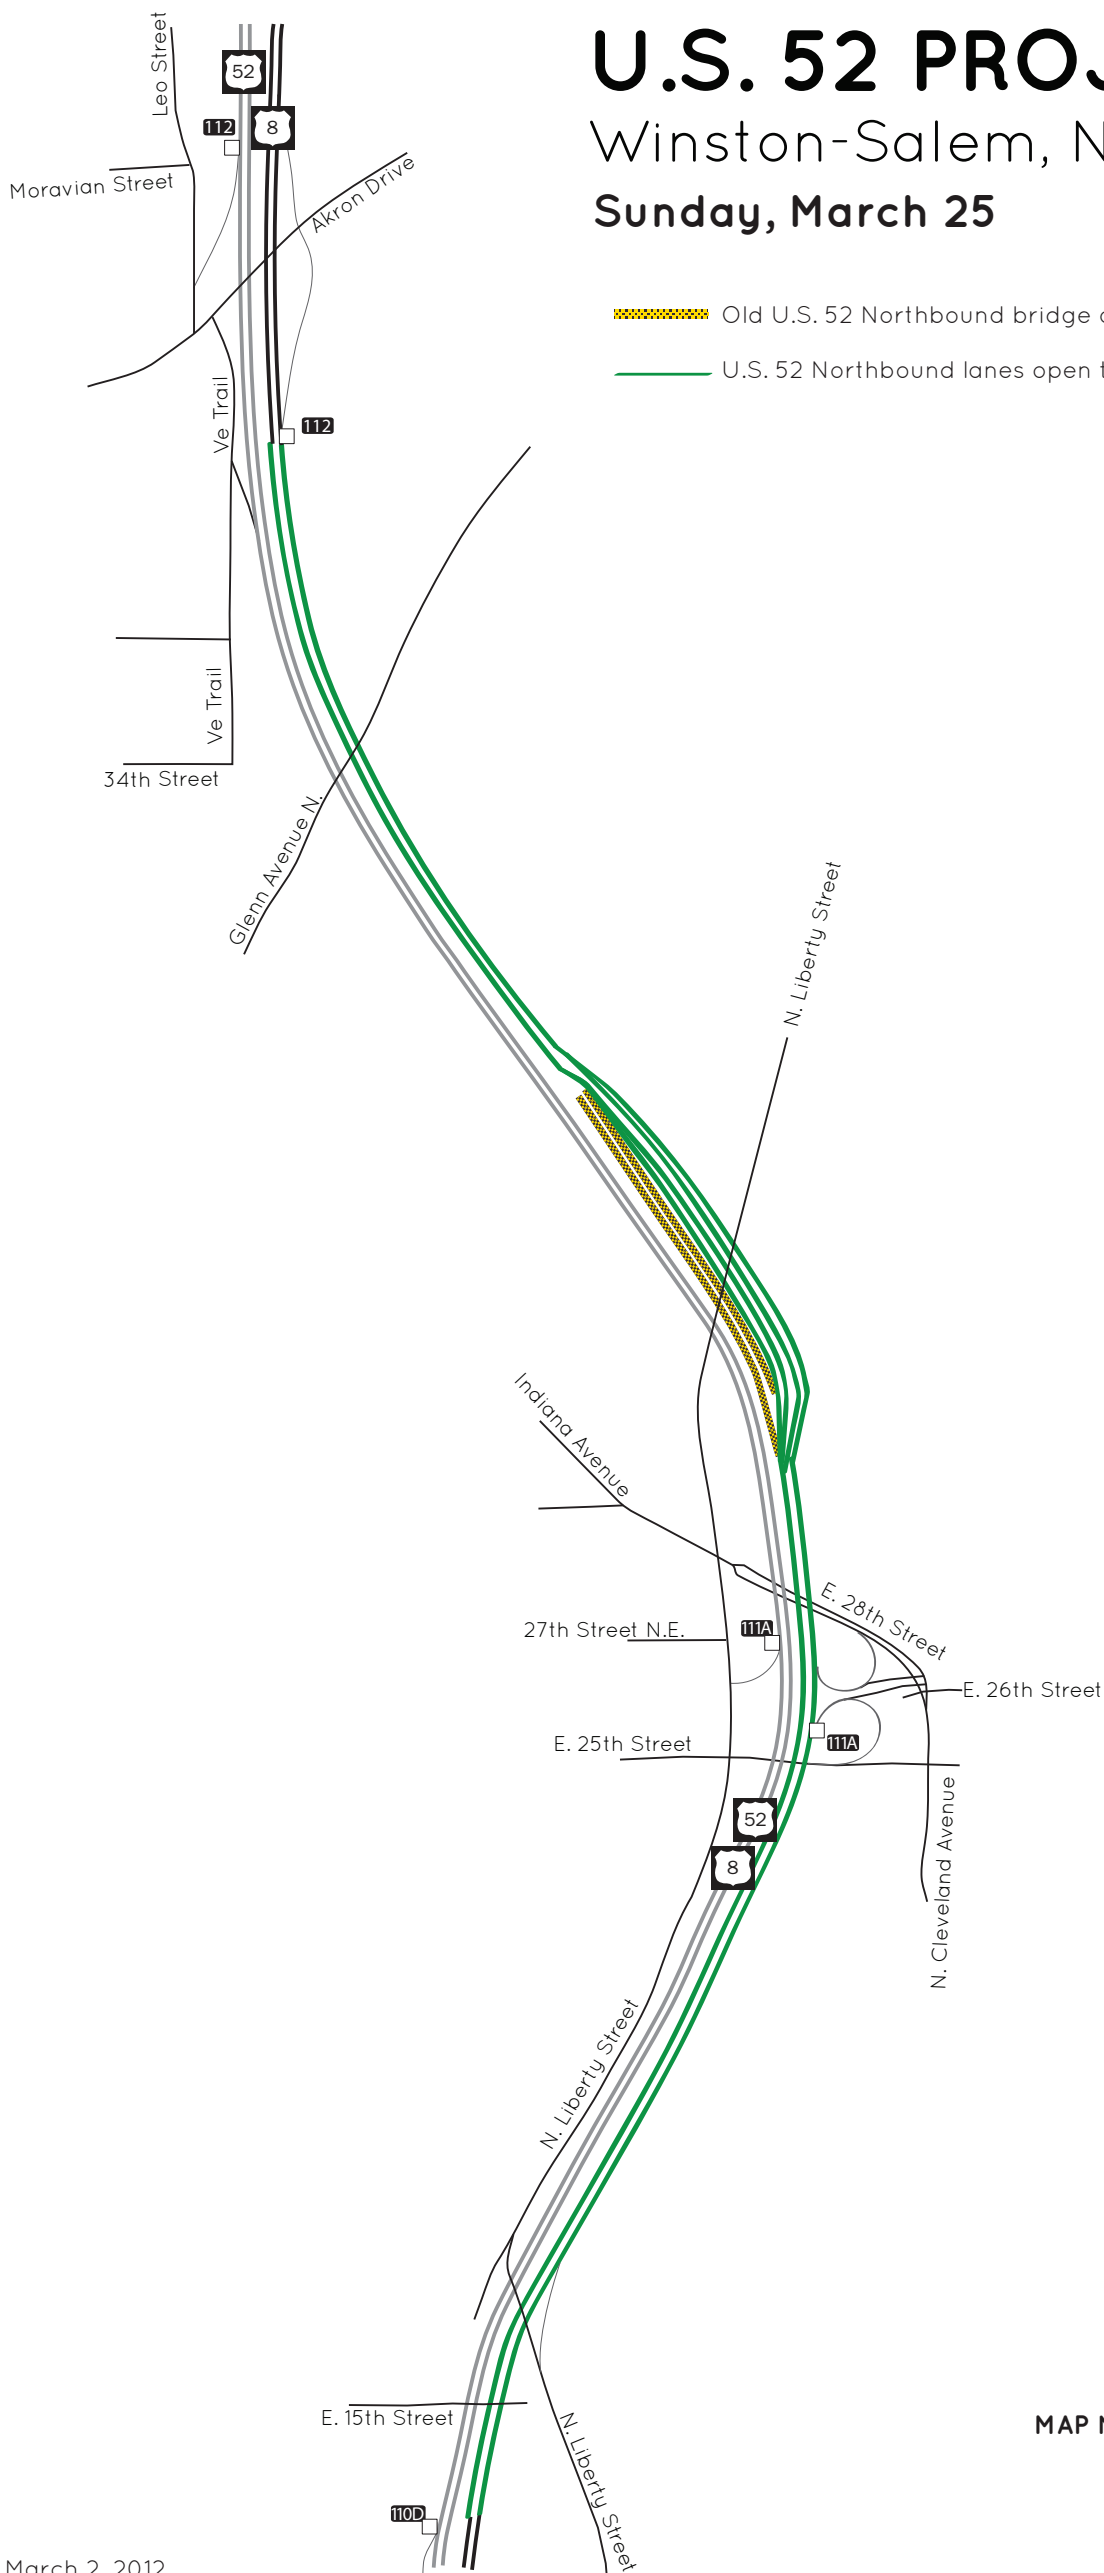 U.S. 52 PROJ
Winston-Salem, N
Sunday, March 25
Old U.S. 52 Northbound bridge
U.S. 52 Northbound lanes open
Leo Street
52
112
8
Moravian Street
Akron Drive
Ve Trail
112
Ve Trail
34th Street
Glenn Avenue N.
N. Liberty Street
Indiana Avenue
E. 28th Street
27th Street N.E.
111A
E. 26th Street
E. 25th Street
111A
52
8
N. Cleveland Avenue
N. Liberty Street
E. 15th Street
N. Liberty Street
MAP
110D
March 2, 2012